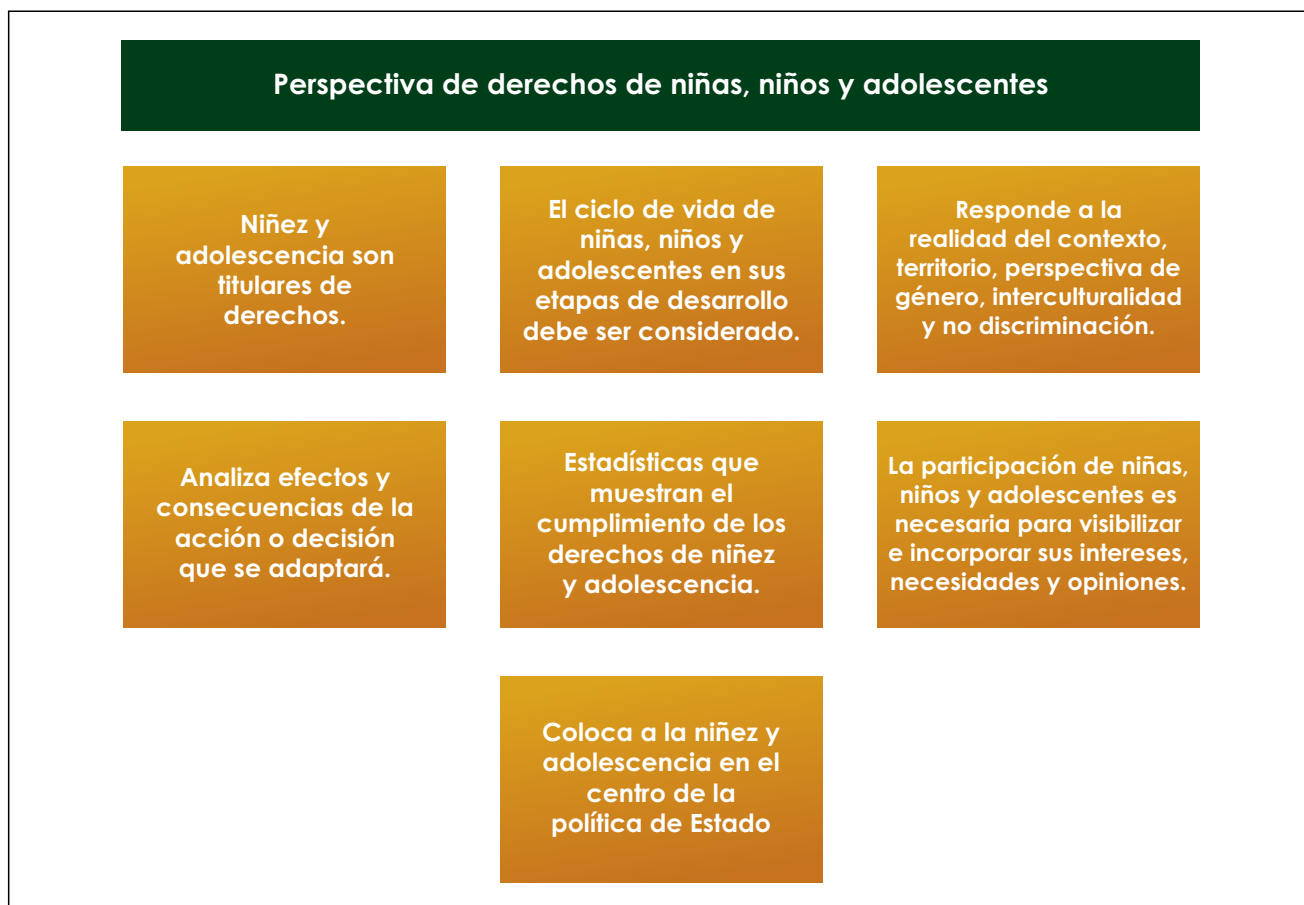 Perspectiva de derechos de niñas, niños y adolescentes
Niñez y
adolescencia son
titulares de
derechos.
El ciclo de vida de
niñas, niños y
adolescentes en sus
etapas de desarrollo
debe ser considerado.
Responde a la
realidad del contexto,
territorio, perspectiva de
género, interculturalidad
y no discriminación.
Analiza efectos y
consecuencias de la
acción o decisión
que se adaptará.
Estadísticas que
muestran el
cumplimiento de los
derechos de niñez
y adolescencia.
La participación de niñas,
niños y adolescentes es
necesaria para visibilizar
e incorporar sus intereses,
necesidades y opiniones.
Coloca a la niñez y
adolescencia en el
centro de la
política de Estado